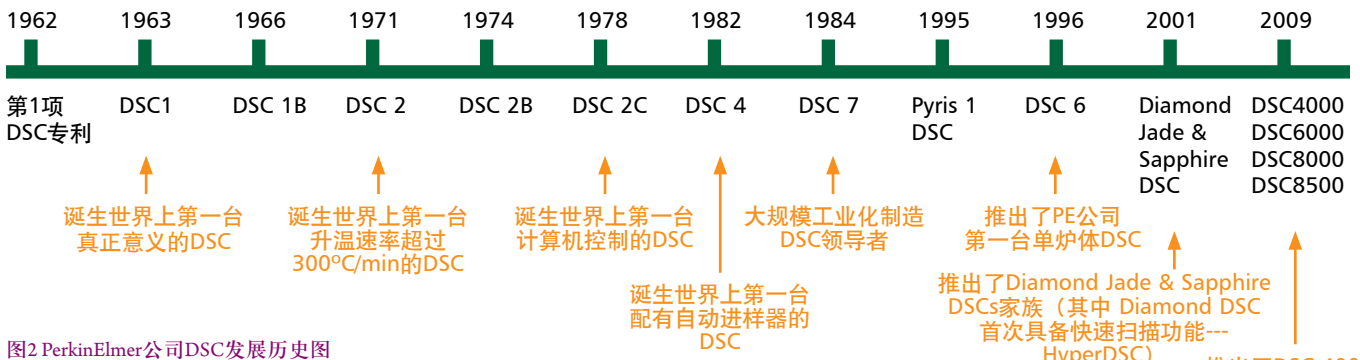 1962 1963 1966 1971 1974 1978 1982 1984 1995 1996 2001 2009
第1项 DSC1 DSC 1B DSC 2 DSC 2B DSC 2C DSC 4 DSC 7 Pyris 1 DSC 6 Diamond DSC4000
DSC专利 DSC Jade & DSC6000
Sapphire DSC8000
DSC DSC8500
诞生世界上第一台
真正意义的DSC
诞生世界上第一台
升温速率超过
300°C/min的DSC
诞生世界上第一台
计算机控制的DSC
诞生世界上第一台
配有自动进样器的
DSC
大规模工业化制造
DSC领导者
推出了PE公司
第一台单炉体DSC
推出了Diamond Jade & Sapphire
DSCs家族（其中 Diamond DSC
首次具备快速扫描功能---
HyperDSC）
图2 PerkinElmer公司DSC发展历史图